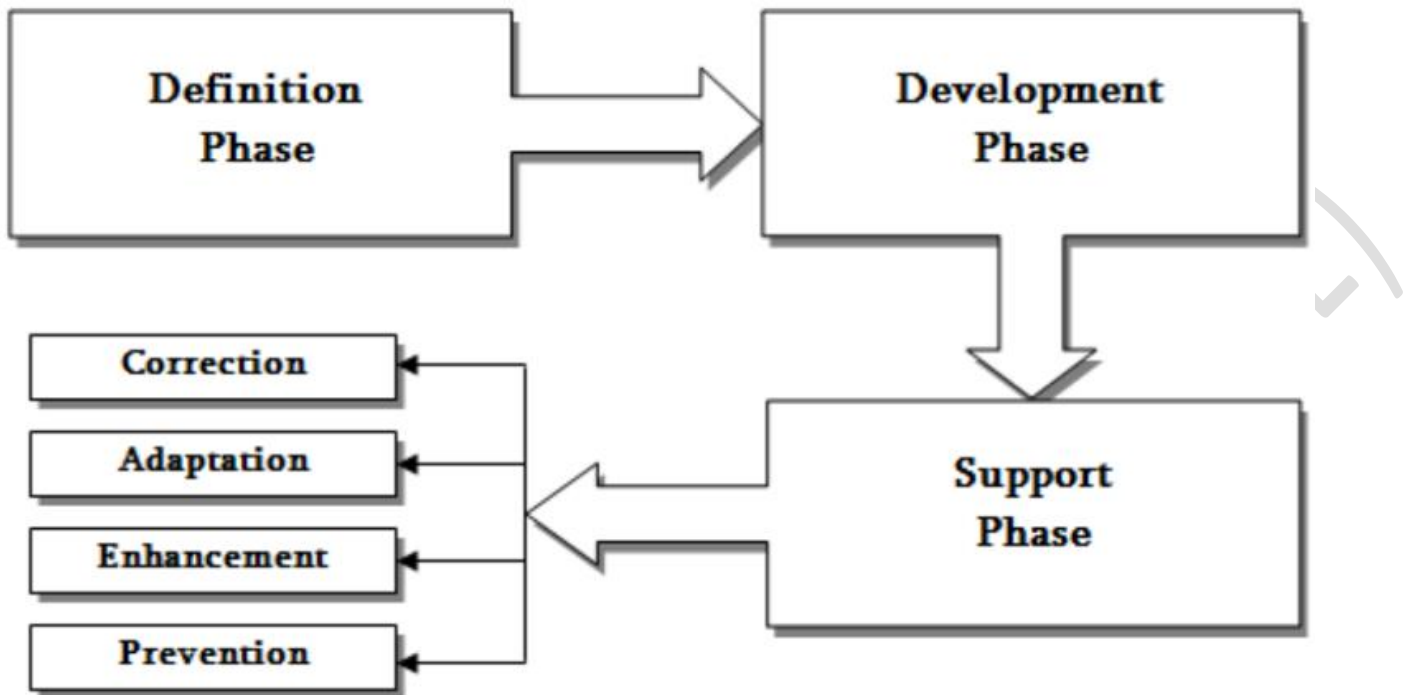 Definition
Phase
Development
Phase
Support
Phase
Correction
Adaptation
Enhancement
Prevention